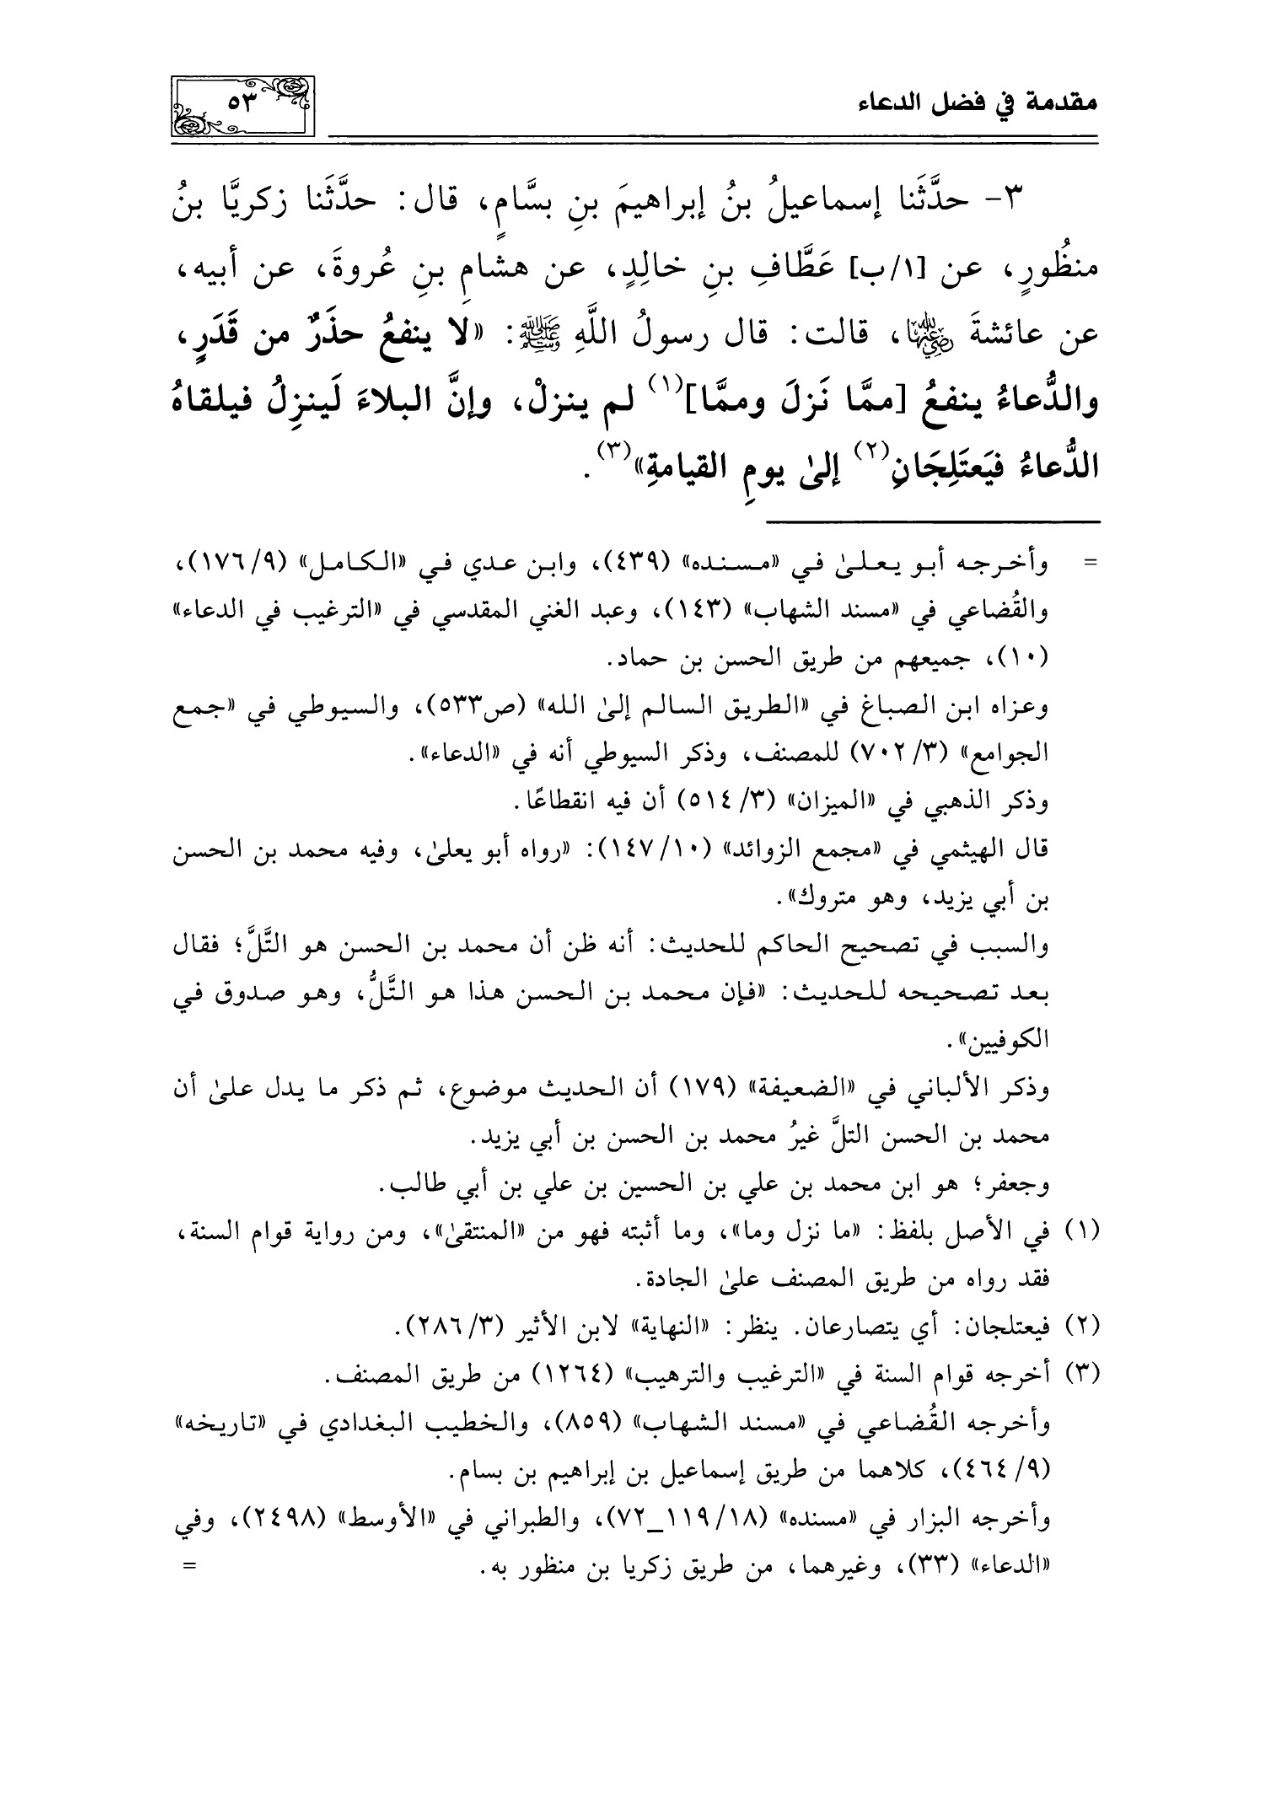 مقدمة في فضل الدعاء
٥٣
٣- حدَّثَنا إسماعيلُ بنُ إبراهيمَ بنِ بسَّامٍ، قال: حدَّثَنا زكريَّا بنُ
منظُورٍ، عن [١/ب] عَطَّافِ بنِ خالِدٍ، عن هشامِ بنِ عُروةَ، عن أبيه،
عن عائشةَ رضي الله عنها، قالت: قال رسولُ اللَّهِ ﷺ: «لَا ينفعُ حذَرٌ من قَدَرٍ،
والدُّعاءُ ينفعُ [ممَّا نَزلَ وممَّا](١) لم ينزلْ، وإنَّ البلاءَ لَينزِلُ فيلقاهُ
الدُّعاءُ فيَعتَلِجَانِ(٢) إلىٰ يومِ القيامةِ»(٣).
= وأخرجه أبو يعلىٰ في «مسنده» (٤٣٩)، وابن عدي في «الكامل» (٩/ ١٧٦)،
والقُضاعي في «مسند الشهاب» (١٤٣)، وعبد الغني المقدسي في «الترغيب في الدعاء»
(١٠)، جميعهم من طريق الحسن بن حماد.
وعزاه ابن الصباغ في «الطريق السالم إلىٰ الله» (ص٥٣٣)، والسيوطي في «جمع
الجوامع» (٣/ ٧٠٢) للمصنف، وذكر السيوطي أنه في «الدعاء».
وذكر الذهبي في «الميزان» (٣/ ٥١٤) أن فيه انقطاعًا.
قال الهيثمي في «مجمع الزوائد» (١٠/ ١٤٧): «رواه أبو يعلىٰ، وفيه محمد بن الحسن
بن أبي يزيد، وهو متروك».
والسبب في تصحيح الحاكم للحديث: أنه ظن أن محمد بن الحسن هو التَّلَّ؛ فقال
بعد تصحيحه للحديث: «فإن محمد بن الحسن هذا هو التَّلُّ، وهو صدوق في
الكوفيين».
وذكر الألباني في «الضعيفة» (١٧٩) أن الحديث موضوع، ثم ذكر ما يدل علىٰ أن
محمد بن الحسن التلَّ غيرُ محمد بن الحسن بن أبي يزيد.
وجعفر؛ هو ابن محمد بن علي بن الحسين بن علي بن أبي طالب.
(١) في الأصل بلفظ: «ما نزل وما»، وما أثبته فهو من «المنتقىٰ»، ومن رواية قوام السنة،
فقد رواه من طريق المصنف علىٰ الجادة.
(٢) فيعتلجان: أي يتصارعان. ينظر: «النهاية» لابن الأثير (٣/ ٢٨٦).
(٣) أخرجه قوام السنة في «الترغيب والترهيب» (١٢٦٤) من طريق المصنف.
وأخرجه القُضاعي في «مسند الشهاب» (٨٥٩)، والخطيب البغدادي في «تاريخه»
(٩/ ٤٦٤)، كلاهما من طريق إسماعيل بن إبراهيم بن بسام.
وأخرجه البزار في «مسنده» (١٨/ ١١٩_٧٢)، والطبراني في «الأوسط» (٢٤٩٨)، وفي
«الدعاء» (٣٣)، وغيرهما، من طريق زكريا بن منظور به. =